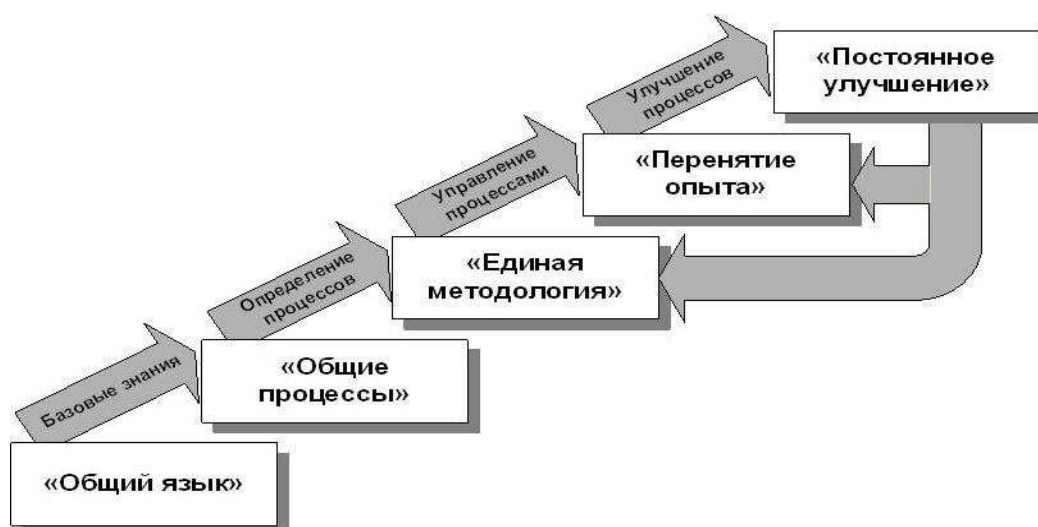 «Постоянное
улучшение»
Улучшение
процессов
«Перенятие
опыта»
Управление
процессами
«Единая
методология»
Определение
процессов
«Общие
процессы»
Базовые знания
«Общий язык»